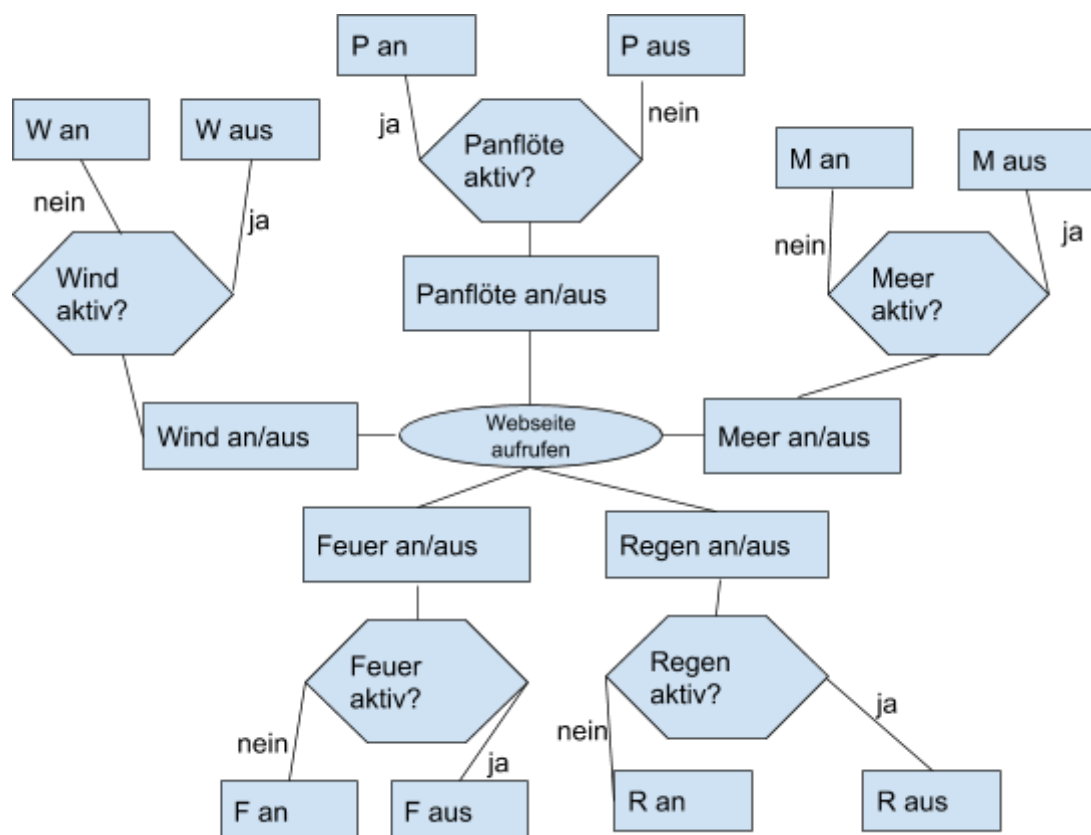 P an
P aus
ja
nein
Panflöte
aktiv?
W an
W aus
nein
ja
Wind
aktiv?
M an
M aus
nein
ja
Meer
aktiv?
Panflöte an/aus
Wind an/aus
Webseite
aufrufen
Meer an/aus
Feuer an/aus
Regen an/aus
Feuer
aktiv?
Regen
aktiv?
nein
ja
nein
ja
F an
F aus
R an
R aus